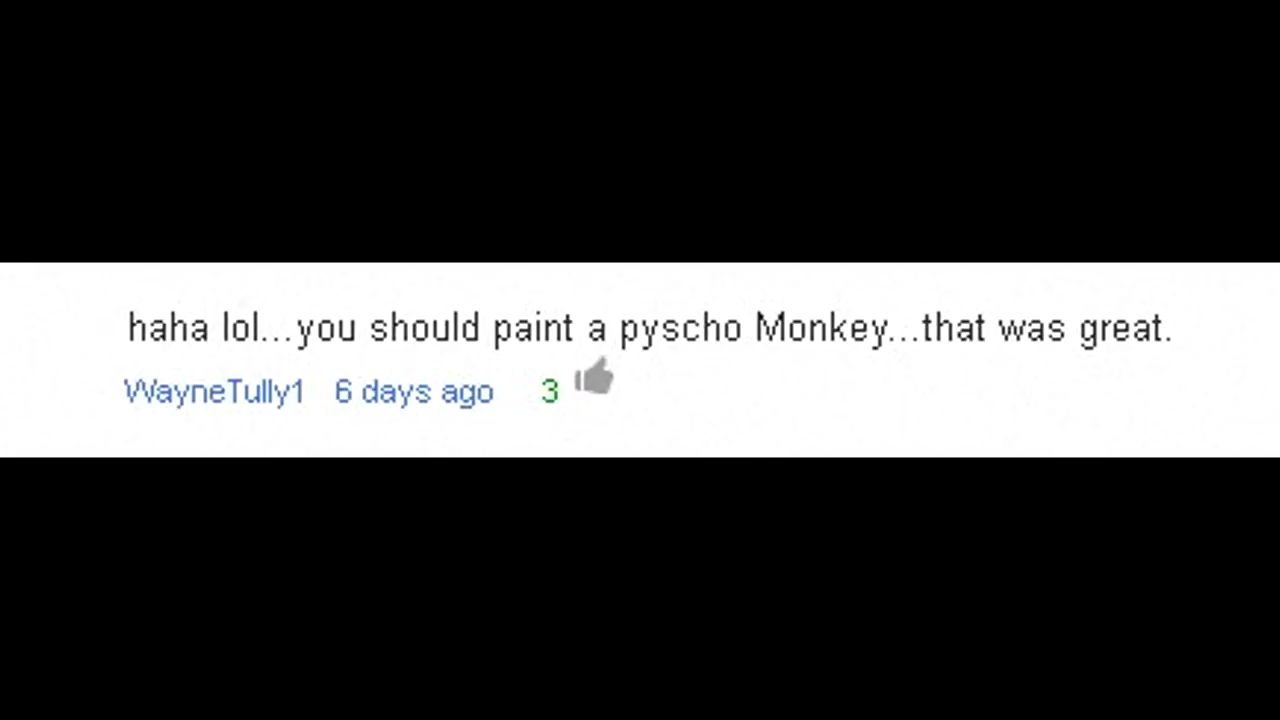 haha lol...you should paint a pyscho Monkey...that was great.
WayneTully1 6 days ago 3